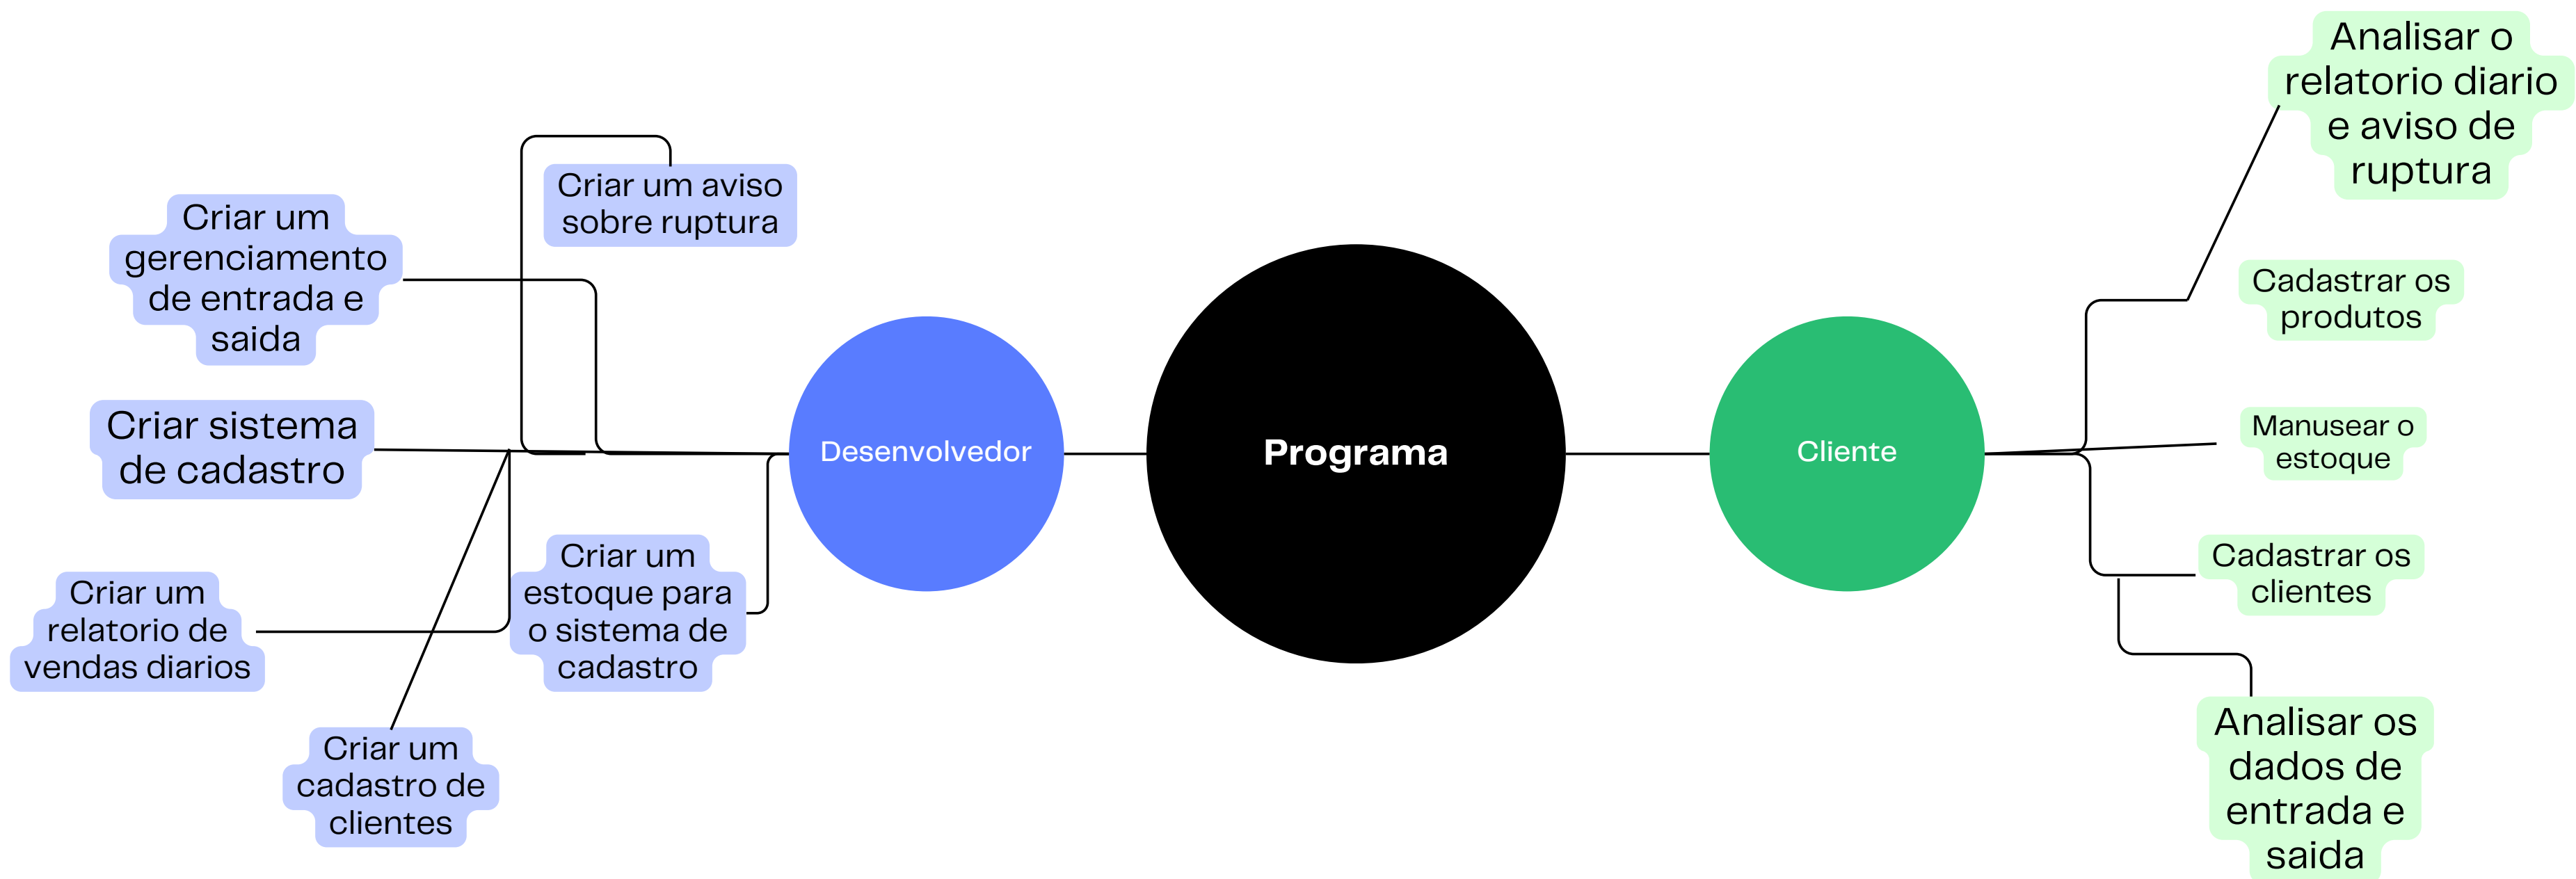 Criar um aviso
sobre ruptura
Criar um
gerenciamento
de entrada e
saida
Criar sistema
de cadastro
Criar um
relatorio de
vendas diarios
Criar um
cadastro de
clientes
Criar um
estoque para
o sistema de
cadastro
Desenvolvedor
Programa
Cliente
Analisar o
relatorio diario
e aviso de
ruptura
Cadastrar os
produtos
Manusear o
estoque
Cadastrar os
clientes
Analisar os
dados de
entrada e
saida